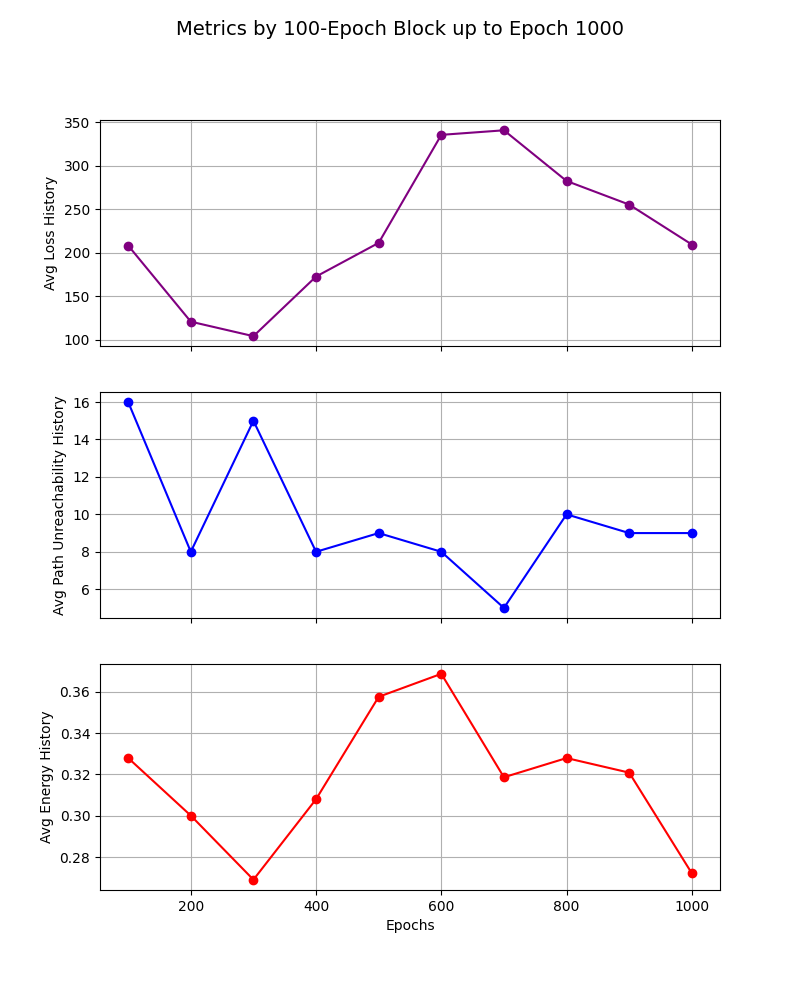 Metrics by 100-Epoch Block up to Epoch 1000
Avg Loss History
350
300
250
200
150
100
Avg Path Unreachability History
16
14
12
10
8
6
Avg Energy History
0.36
0.34
0.32
0.30
0.28
200 400 600 800 1000
Epochs